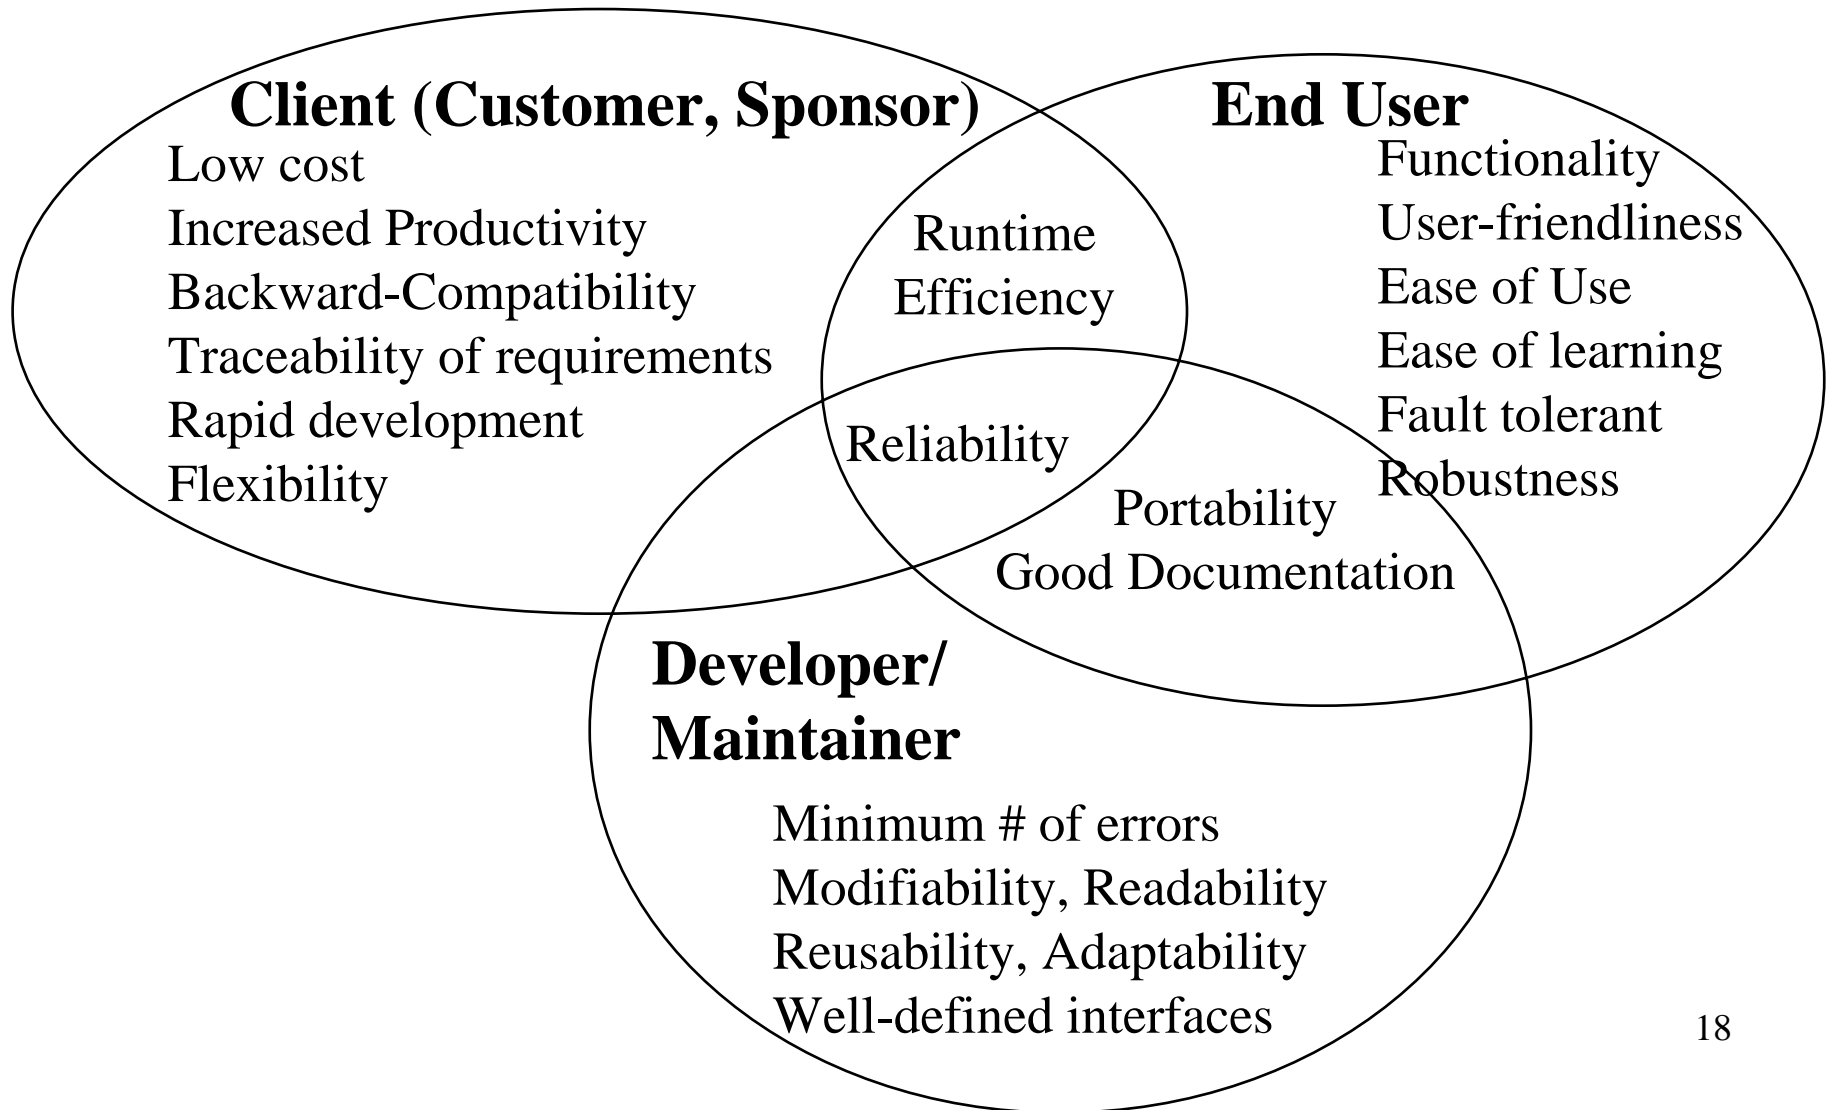 Client (Customer, Sponsor)
Low cost
Increased Productivity
Backward-Compatibility
Traceability of requirements
Rapid development
Flexibility
Runtime
Efficiency
End User
Functionality
User-friendliness
Ease of Use
Ease of learning
Fault tolerant
Robustness
Reliability
Portability
Good Documentation
Developer/
Maintainer
Minimum # of errors
Modifiability, Readability
Reusability, Adaptability
Well-defined interfaces
18